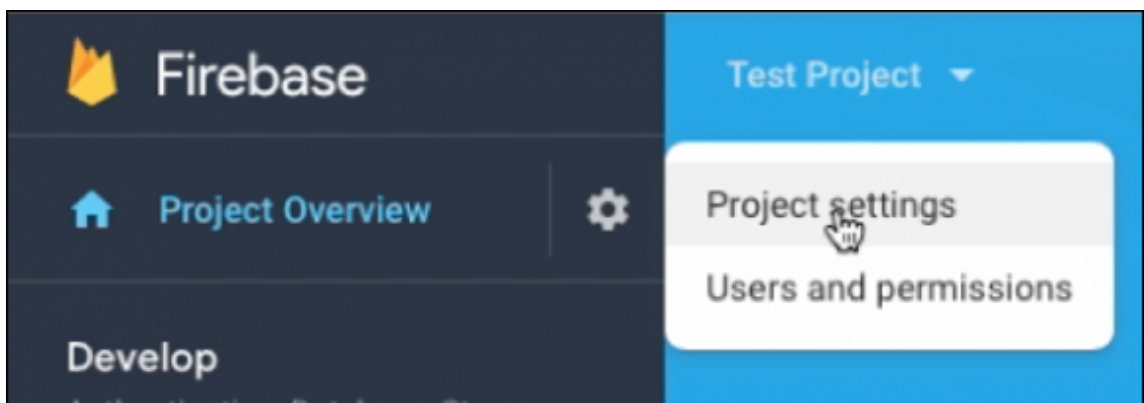 Firebase
Test Project
Project Overview
Project settings
Users and permissions
Develop